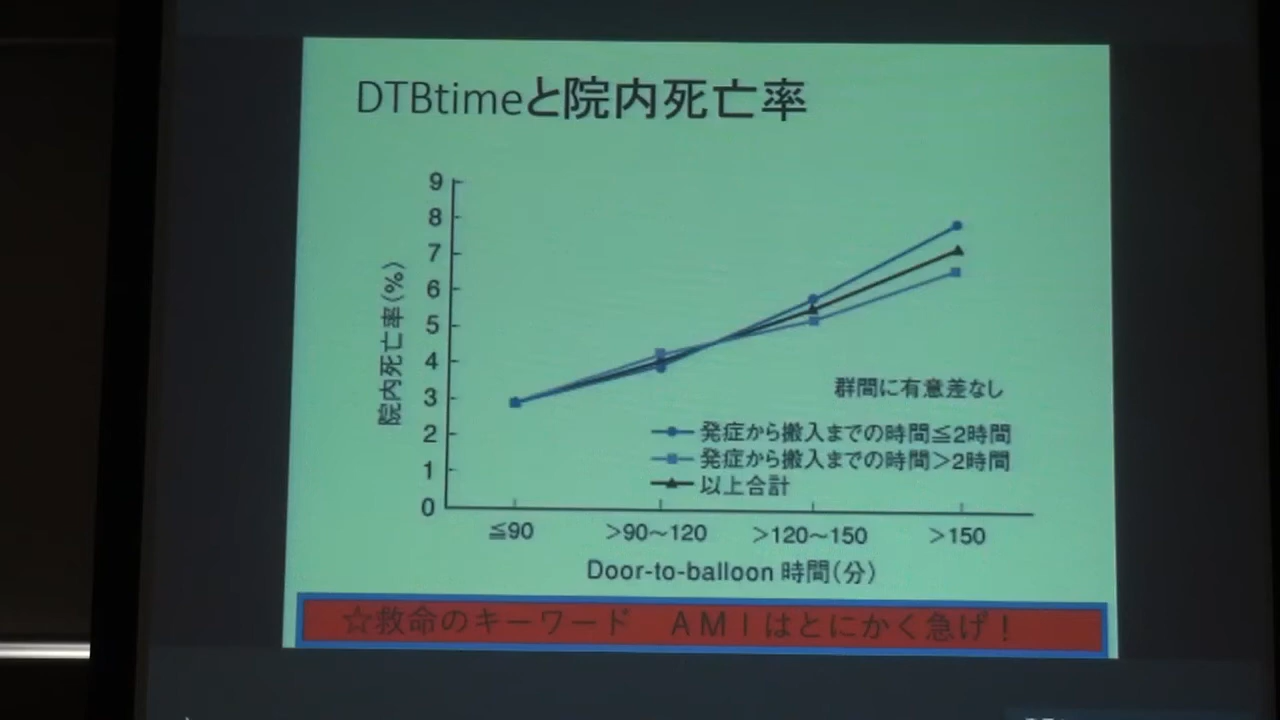 DTBtimeと院内死亡率
9
8
7
6
5
4
3
2
1
0
院内死亡率(%)
群間に有意差なし
発症から搬入までの時間≦2時間
発症から搬入までの時間>2時間
以上合計
≦90 >90～120 >120～150 >150
Door-to-balloon 時間(分)
☆救命のキーワード AMIはとにかく急げ!